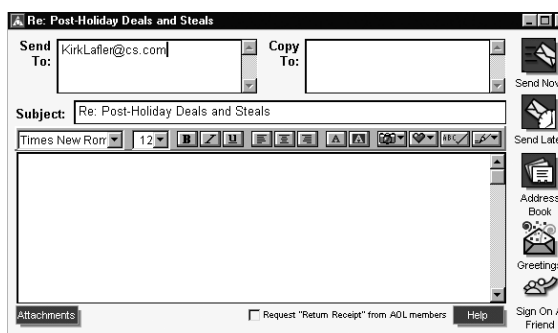 Re: Post-Holiday Deals and Steals
Send To:
KirkLafler@cs.com
Copy To:
Send Now
Send Later
Subject: Re: Post-Holiday Deals and Steals
Times New Rom 12 B I U A A ABC
Address Book
Greetings
Sign On A Friend
Attachments
Request "Return Receipt" from AOL members
Help